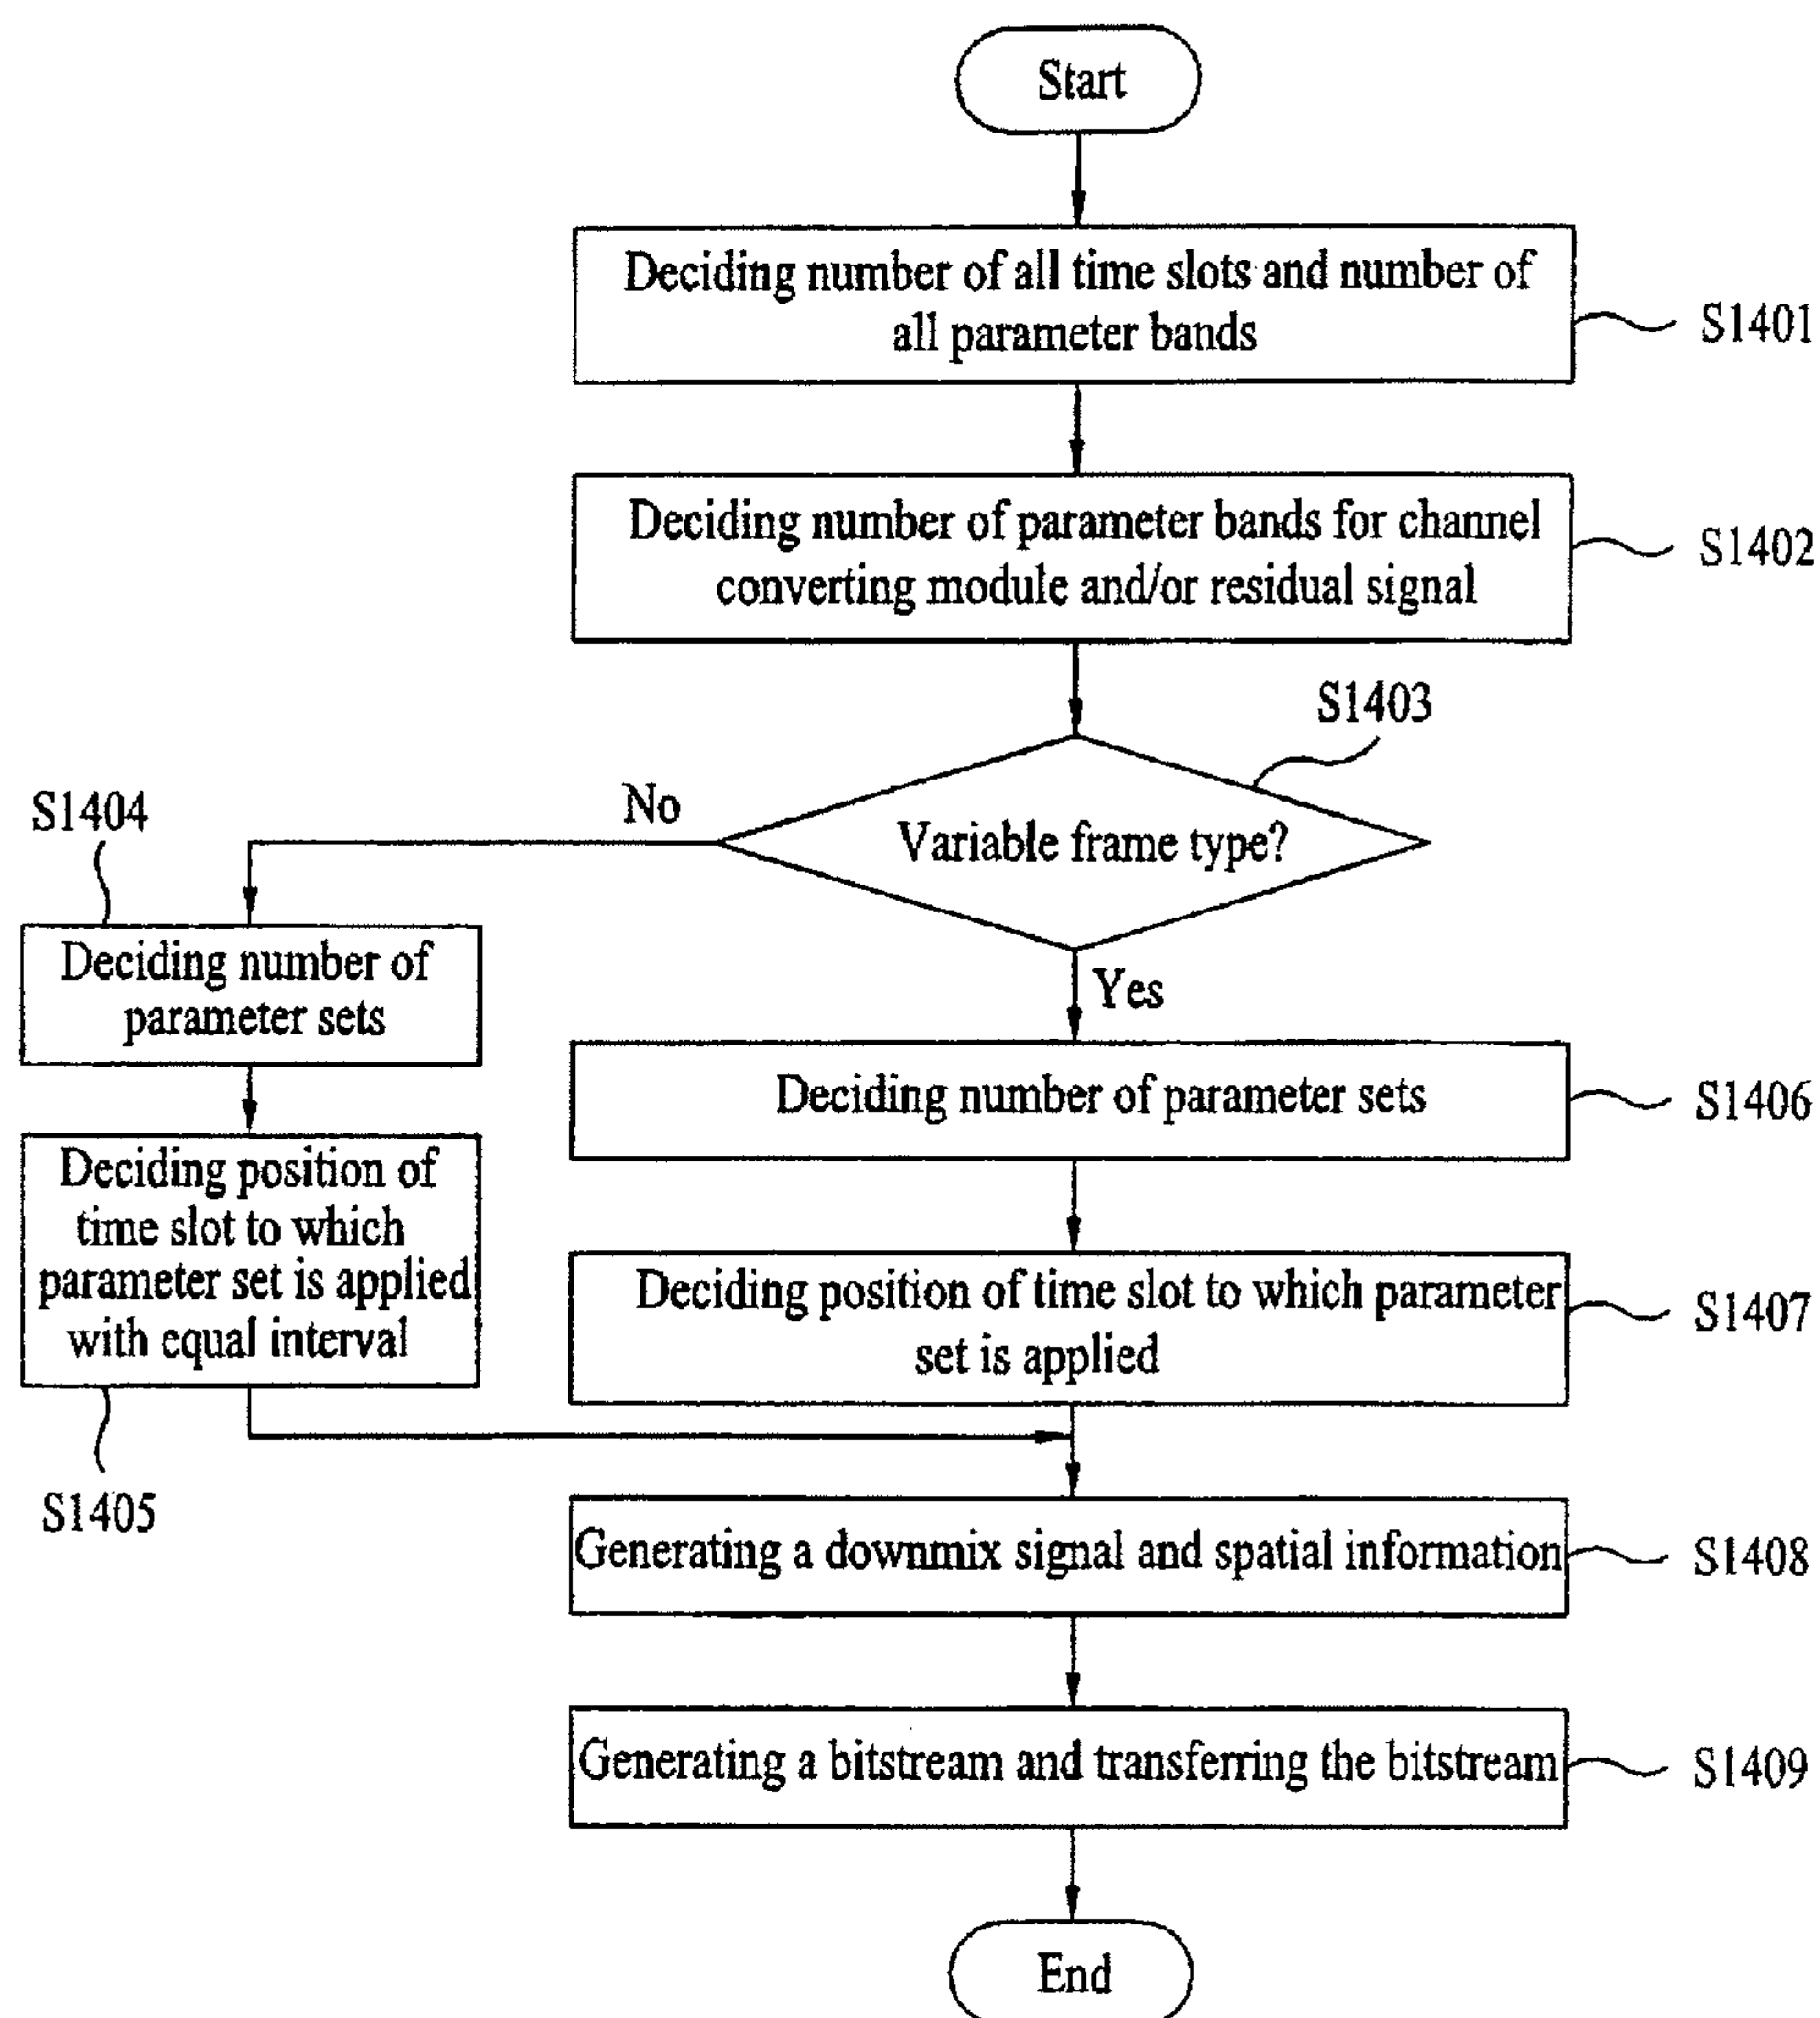 Start
Deciding number of all time slots and number of
all parameter bands
S1401
Deciding number of parameter bands for channel
converting module and/or residual signal
S1402
S1403
Variable frame type?
No
Yes
S1404
Deciding number of
parameter sets
Deciding position of
time slot to which
parameter set is applied
with equal interval
S1405
Deciding number of parameter sets
S1406
Deciding position of time slot to which parameter
set is applied
S1407
Generating a downmix signal and spatial information
S1408
Generating a bitstream and transferring the bitstream
S1409
End